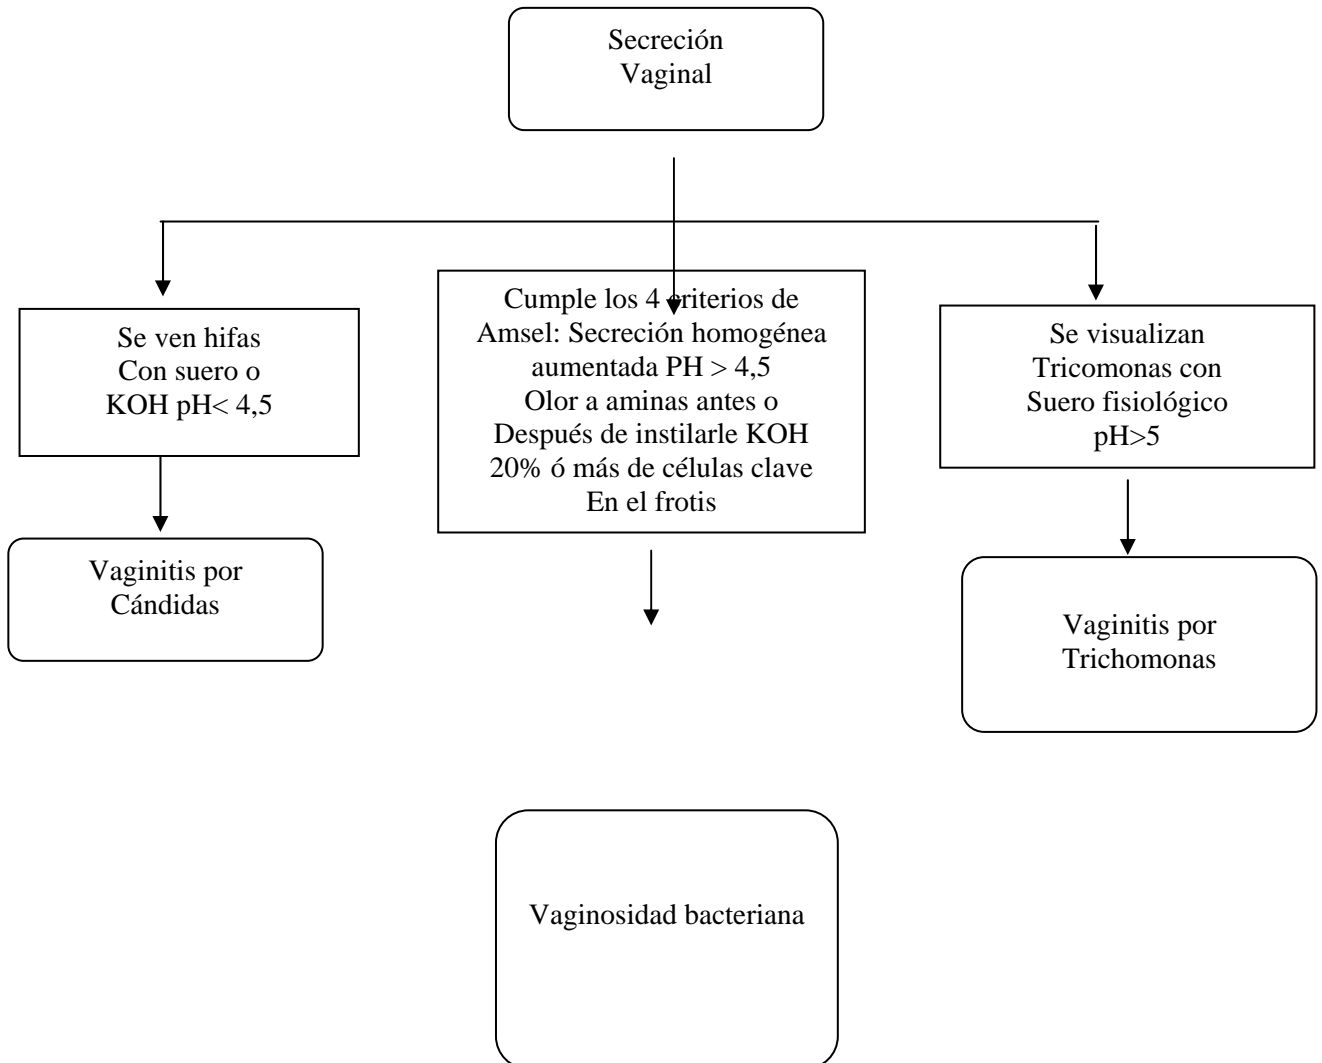 Secreción
Vaginal
Se ven hifas
Con suero o
KOH pH< 4,5
Cumple los 4 criterios de
Amsel: Secreción homogénea
aumentada PH > 4,5
Olor a aminas antes o
Después de instilarle KOH
20% ó más de células clave
En el frotis
Se visualizan
Tricomonas con
Suero fisiológico
pH>5
Vaginitis por
Cándidas
Vaginitis por
Trichomonas
Vaginosidad bacteriana